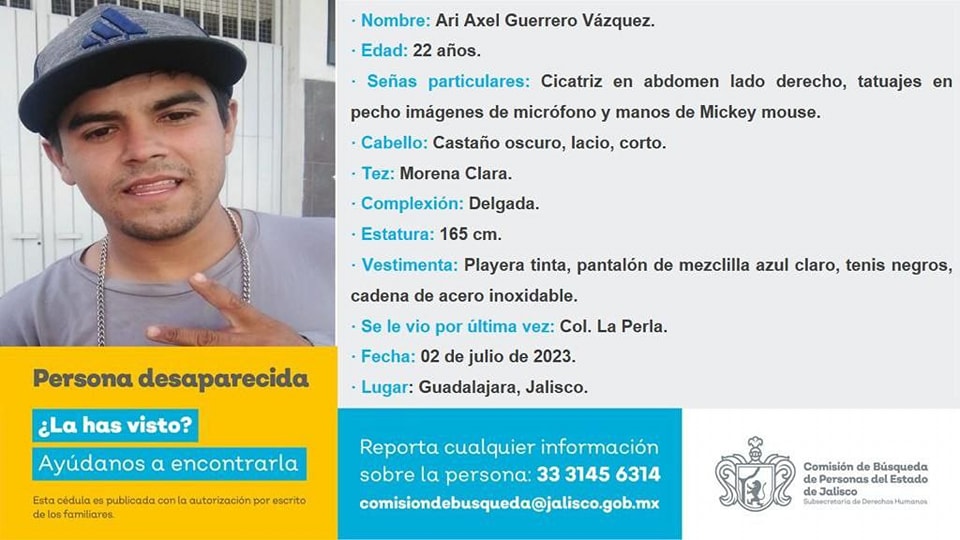 · Nombre: Ari Axel Guerrero Vázquez.
· Edad: 22 años.
· Señas particulares: Cicatriz en abdomen lado derecho, tatuajes en
pecho imágenes de micrófono y manos de Mickey mouse.
· Cabello: Castaño oscuro, lacio, corto.
· Tez: Morena Clara.
· Complexión: Delgada.
· Estatura: 165 cm.
· Vestimenta: Playera tinta, pantalón de mezclilla azul claro, tenis negros,
cadena de acero inoxidable.
· Se le vio por última vez: Col. La Perla.
· Fecha: 02 de julio de 2023.
· Lugar: Guadalajara, Jalisco.
Persona desaparecida
¿La has visto?
Ayúdanos a encontrarla
Esta cédula es publicada con la autorización por escrito
de los familiares.
Reporta cualquier información
sobre la persona: 33 3145 6314
comisiondebusqueda@jalisco.gob.mx
Comisión de Búsqueda
de Personas del Estado
de Jalisco
Subsecretaría de Derechos Humanos